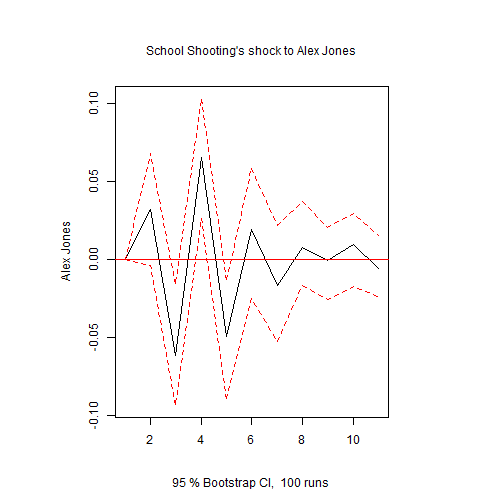 School Shooting's shock to Alex Jones
Alex Jones
0.10
0.05
0.00
-0.05
-0.10
2 4 6 8 10
95 % Bootstrap CI,  100 runs